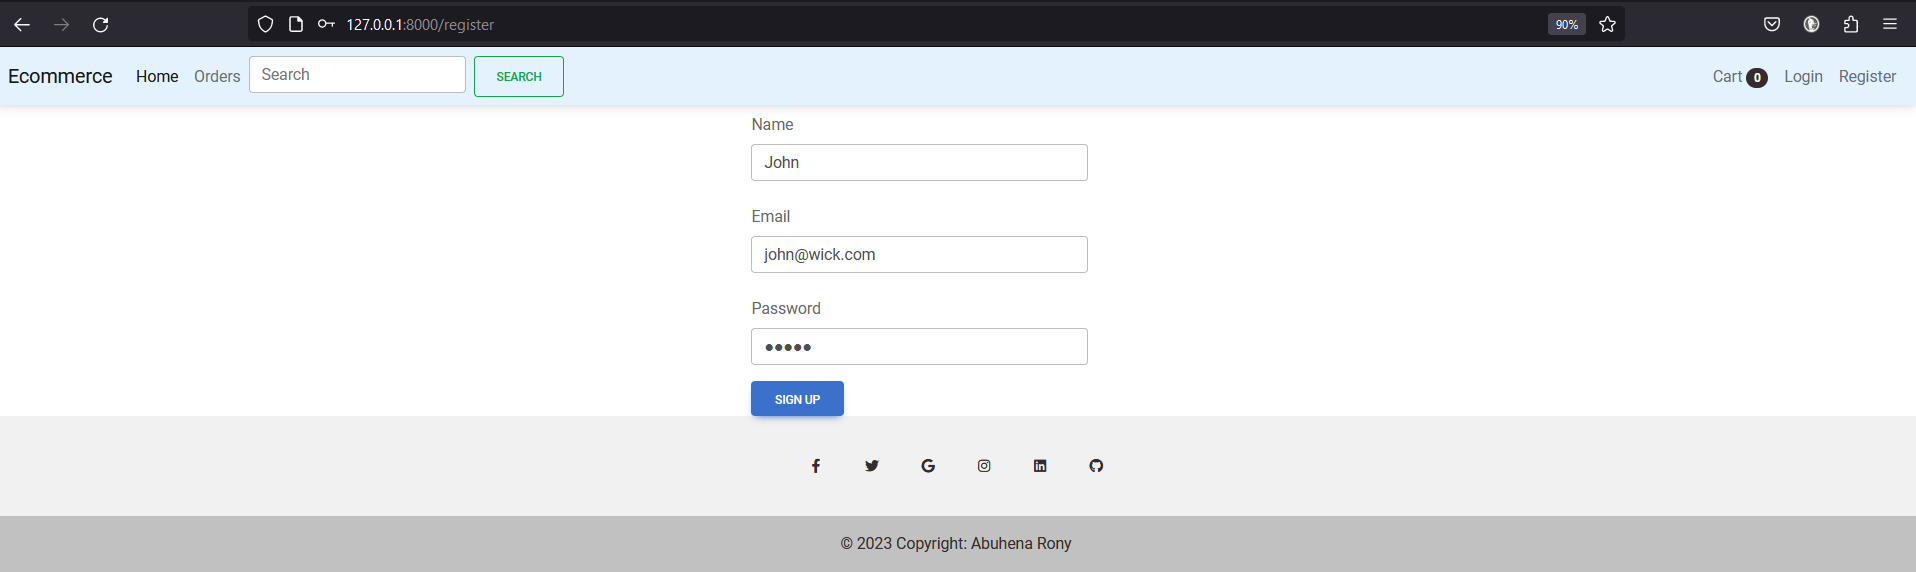 127.0.0.1:8000/register 90%
Ecommerce Home Orders Search SEARCH Cart 0 Login Register
Name
John
Email
john@wick.com
Password
●●●●●
SIGN UP
© 2023 Copyright: Abuhena Rony